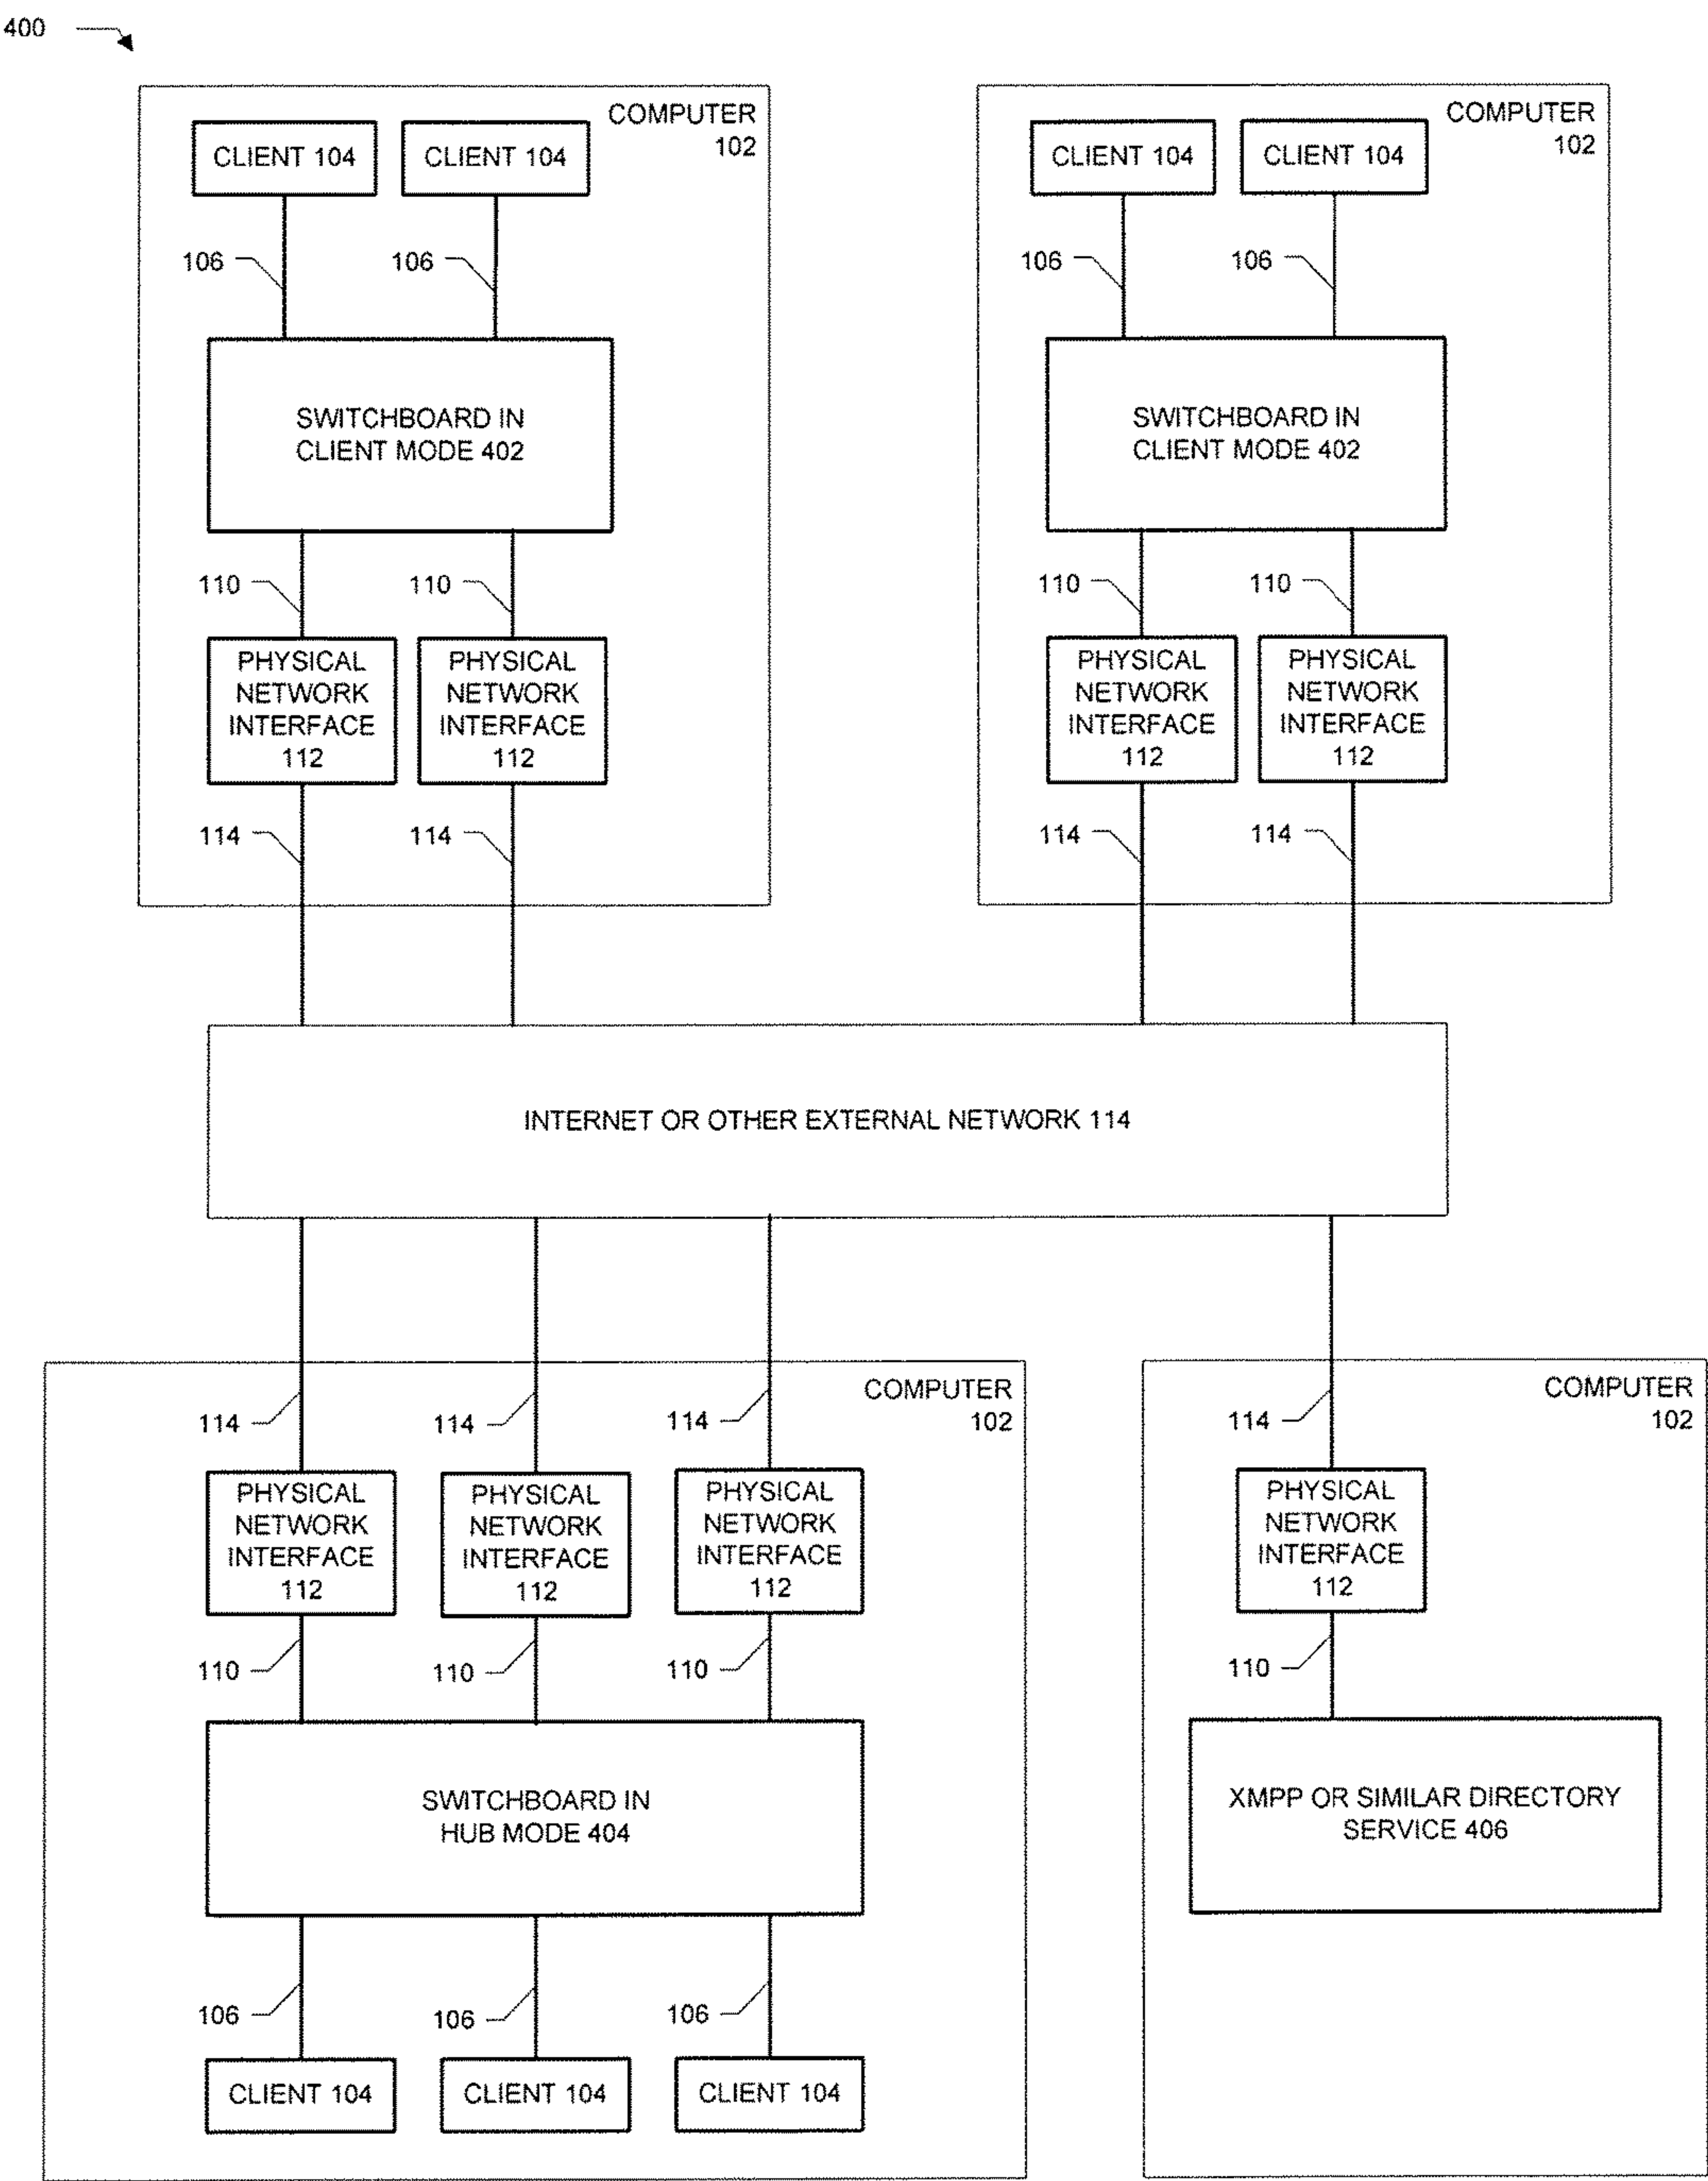 400
COMPUTER
102
CLIENT 104
CLIENT 104
106
106
SWITCHBOARD IN
CLIENT MODE 402
110
110
PHYSICAL
NETWORK
INTERFACE
112
PHYSICAL
NETWORK
INTERFACE
112
114
114
COMPUTER
102
CLIENT 104
CLIENT 104
106
106
SWITCHBOARD IN
CLIENT MODE 402
110
110
PHYSICAL
NETWORK
INTERFACE
112
PHYSICAL
NETWORK
INTERFACE
112
114
114
INTERNET OR OTHER EXTERNAL NETWORK 114
COMPUTER
102
114
114
114
PHYSICAL
NETWORK
INTERFACE
112
PHYSICAL
NETWORK
INTERFACE
112
PHYSICAL
NETWORK
INTERFACE
112
110
110
110
SWITCHBOARD IN
HUB MODE 404
106
106
106
CLIENT 104
CLIENT 104
CLIENT 104
COMPUTER
102
114
PHYSICAL
NETWORK
INTERFACE
112
110
XMPP OR SIMILAR DIRECTORY
SERVICE 406